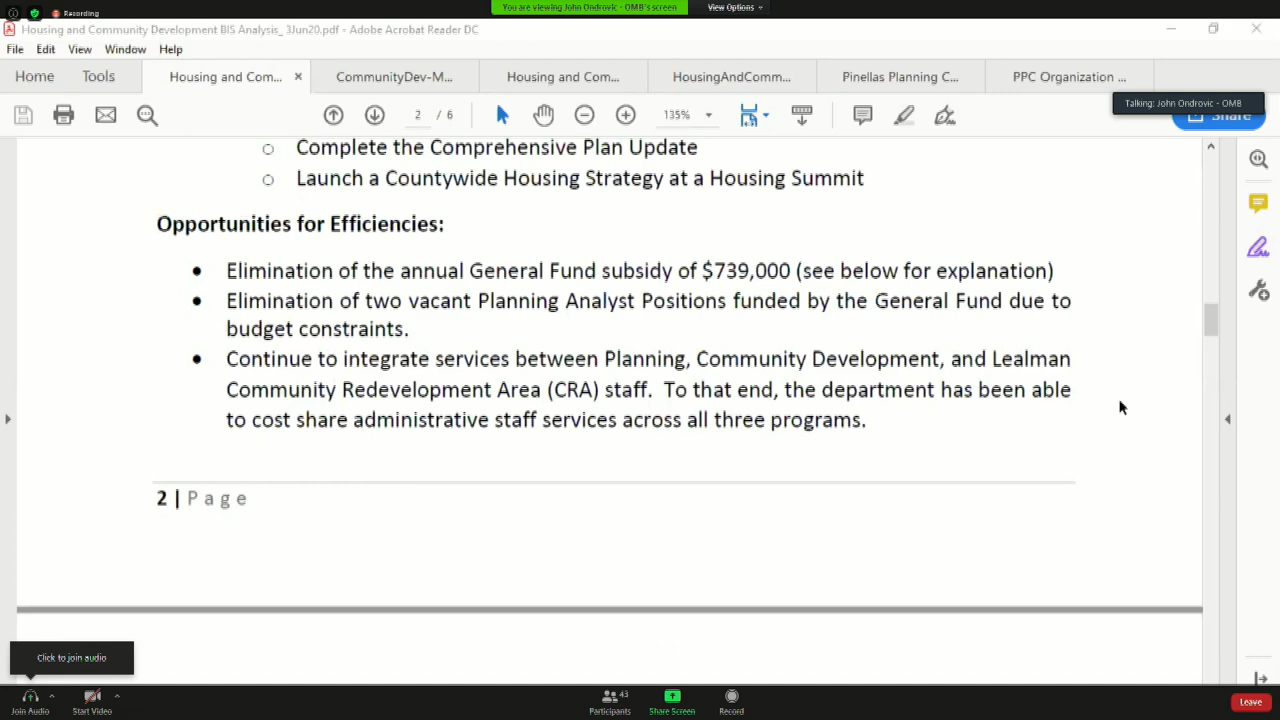 Recording
You are viewing John Ondrovic - OMB's screen
View Options
Housing and Community Development BIS Analysis_ 3Jun20.pdf - Adobe Acrobat Reader DC
File Edit View Window Help
Home Tools Housing and Com... × CommunityDev-M... Housing and Com... HousingAndComm... Pinellas Planning C... PPC Organization ...
Talking: John Ondrovic - OMB
2 / 6 135% Share
○ Complete the Comprehensive Plan Update
○ Launch a Countywide Housing Strategy at a Housing Summit
Opportunities for Efficiencies:
• Elimination of the annual General Fund subsidy of $739,000 (see below for explanation)
• Elimination of two vacant Planning Analyst Positions funded by the General Fund due to
budget constraints.
• Continue to integrate services between Planning, Community Development, and Lealman
Community Redevelopment Area (CRA) staff. To that end, the department has been able
to cost share administrative staff services across all three programs.
2 | Page
Click to join audio
Join Audio Start Video Participants 43 Share Screen Record Leave